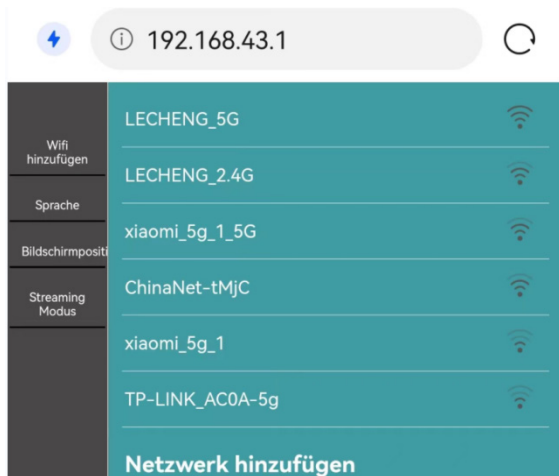 192.168.43.1
Wifi
hinzufügen
Sprache
Bildschirmpositi
Streaming
Modus
LECHENG_5G
LECHENG_2.4G
xiaomi_5g_1_5G
ChinaNet-tMjC
xiaomi_5g_1
TP-LINK_AC0A-5g
Netzwerk hinzufügen